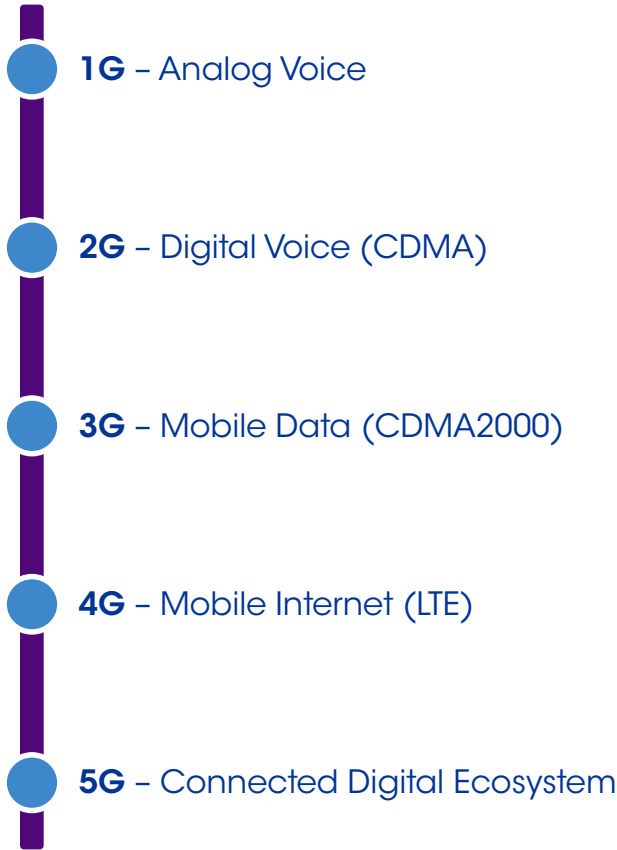 1G – Analog Voice
2G – Digital Voice (CDMA)
3G – Mobile Data (CDMA2000)
4G – Mobile Internet (LTE)
5G – Connected Digital Ecosystem